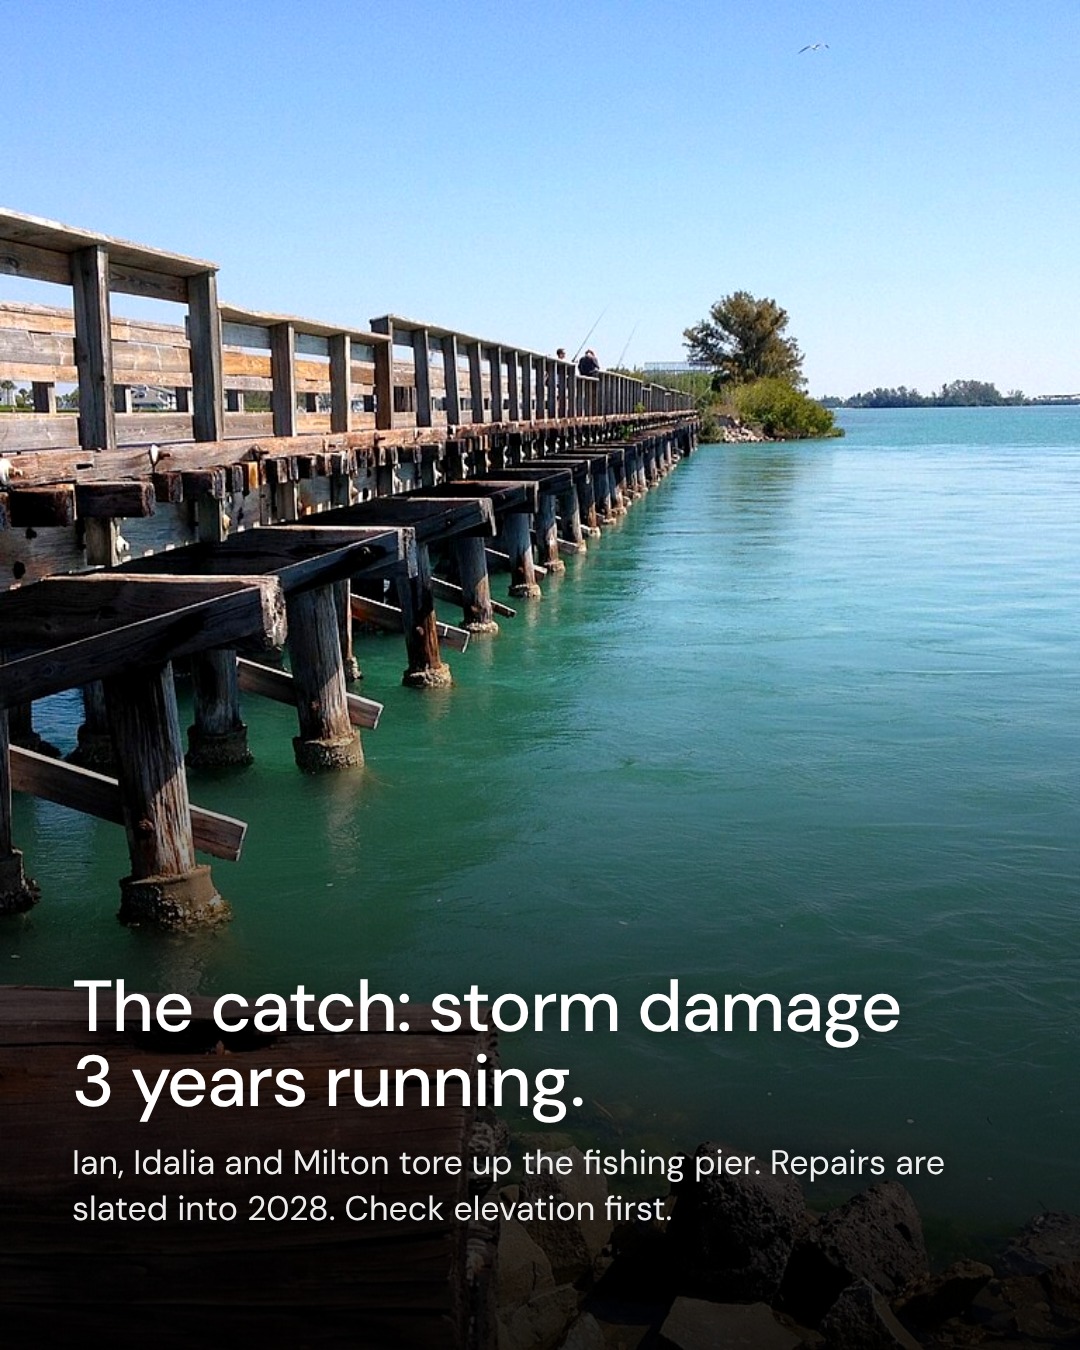 The catch: storm damage
3 years running.
Ian, Idalia and Milton tore up the fishing pier. Repairs are
slated into 2028. Check elevation first.